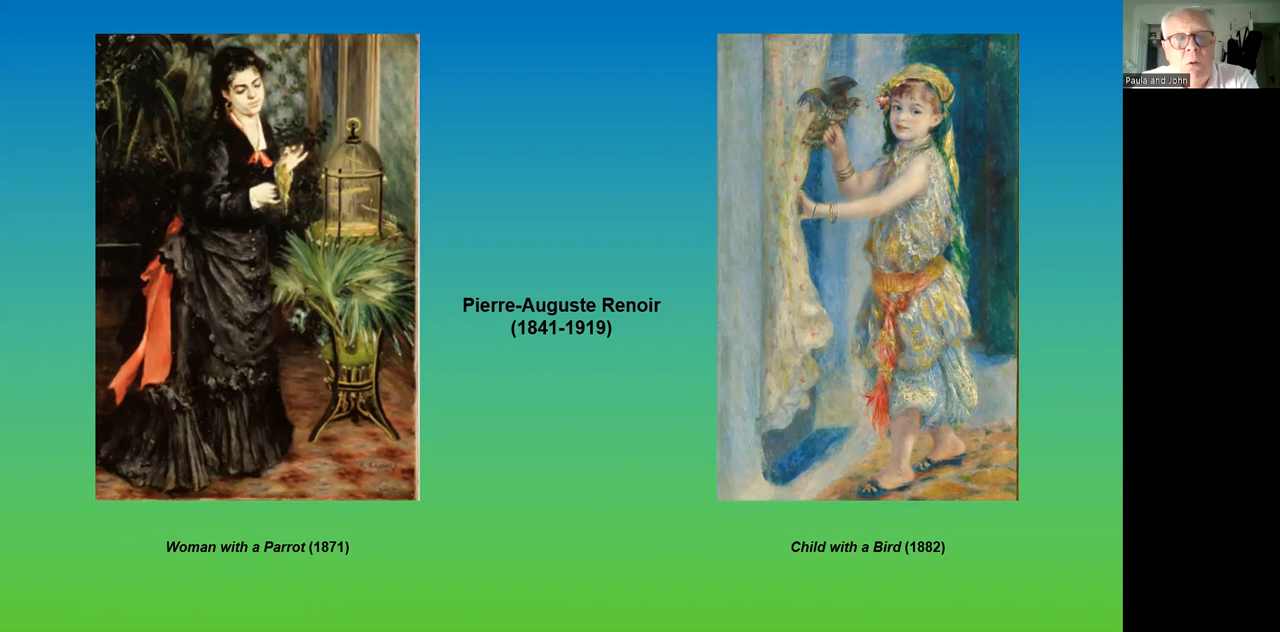 Pierre-Auguste Renoir
(1841-1919)
Woman with a Parrot (1871)
Child with a Bird (1882)
Paula and John